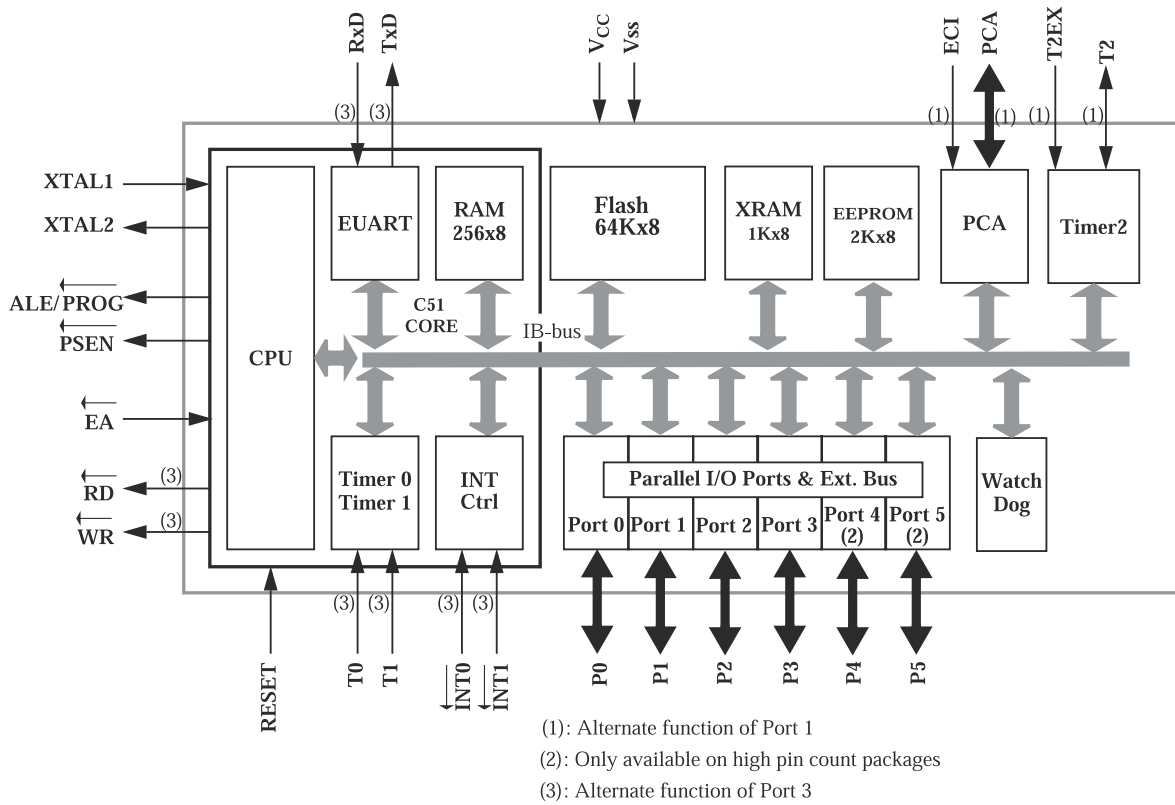 RxD
TxD
VCC
Vss
ECI
PCA
T2EX
T2
(3)
(3)
(1)
(1)
(1)
(1)
XTAL1
XTAL2
ALE/PROG
PSEN
EA
RD
(3)
WR
(3)
CPU
EUART
RAM
256x8
Flash
64Kx8
XRAM
1Kx8
EEPROM
2Kx8
PCA
Timer2
C51
CORE
IB-bus
Timer 0
Timer 1
INT
Ctrl
Parallel I/O Ports & Ext. Bus
Port 0
Port 1
Port 2
Port 3
Port 4
(2)
Port 5
(2)
Watch
Dog
(3)
(3)
(3)
(3)
RESET
T0
T1
INT0
INT1
P0
P1
P2
P3
P4
P5
(1): Alternate function of Port 1
(2): Only available on high pin count packages
(3): Alternate function of Port 3